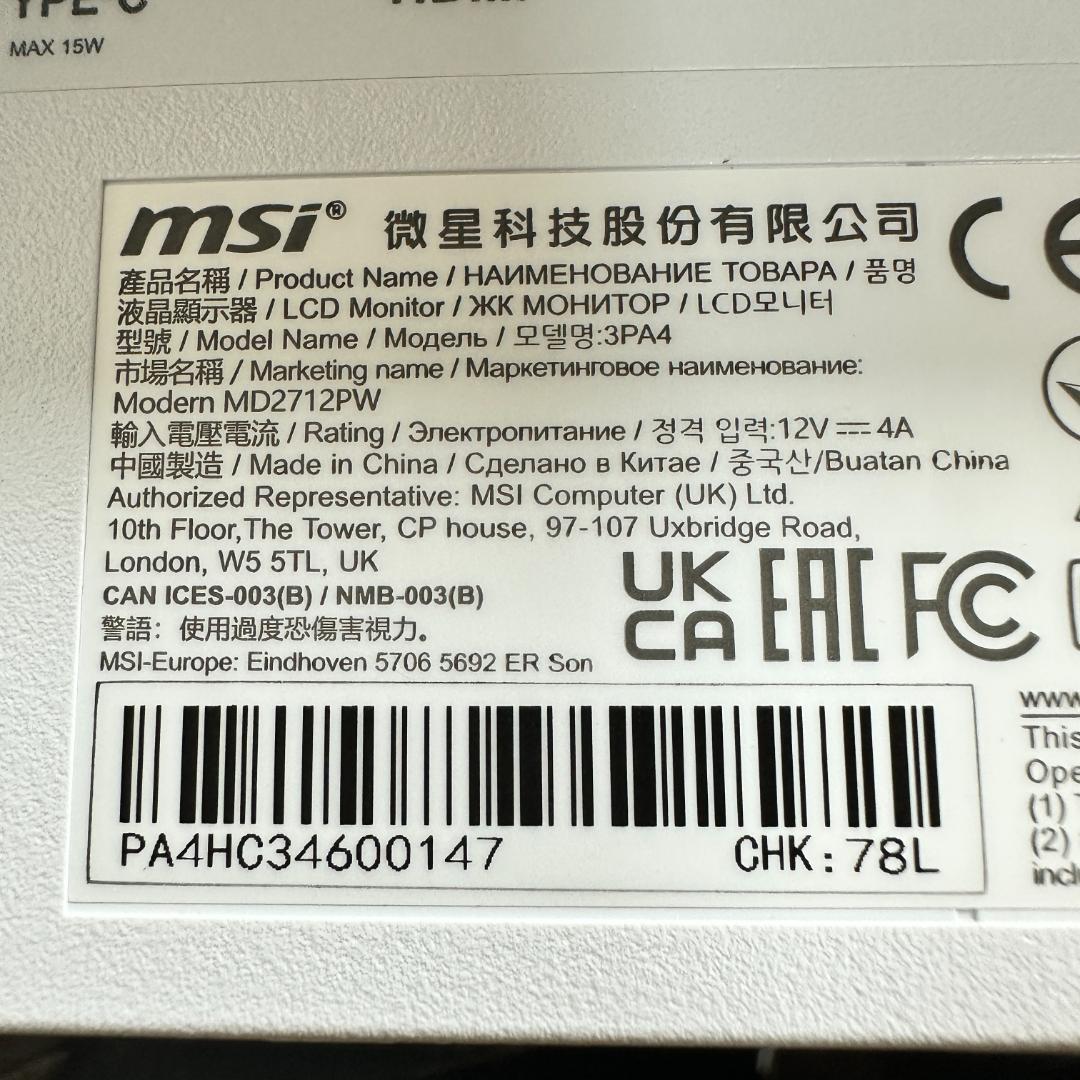 MAX 15W
msi® 微星科技股份有限公司
產品名稱 / Product Name / НАИМЕНОВАНИЕ ТОВАРА / 품명
液晶顯示器 / LCD Monitor / ЖК МОНИТОР / LCD모니터
型號 / Model Name / Модель / 모델명:3PA4
市場名稱 / Marketing name / Маркетинговое наименование:
Modern MD2712PW
輸入電壓電流 / Rating / Электропитание / 정격 입력:12V ⎓ 4A
中國製造 / Made in China / Сделано в Китае / 중국산/Buatan China
Authorized Representative: MSI Computer (UK) Ltd.
10th Floor,The Tower, CP house, 97-107 Uxbridge Road,
London, W5 5TL, UK
CAN ICES-003(B) / NMB-003(B)
警語：使用過度恐傷害視力。
MSI-Europe: Eindhoven 5706 5692 ER Son
CE
UK
CA
EAC
FC
PA4HC34600147 CHK:78L
www
This
Ope
(1)
(2)
inclu